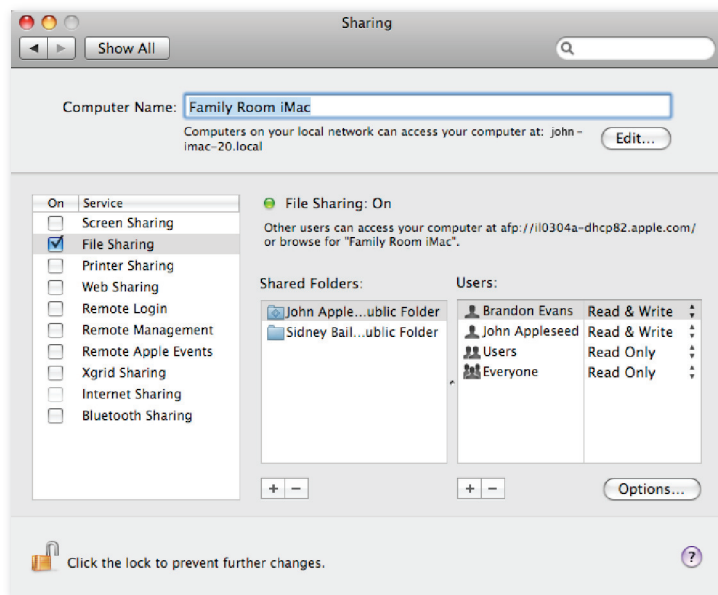 Sharing
Show All
Computer Name: Family Room iMac
Computers on your local network can access your computer at: john-
imac-20.local
Edit...
On Service
Screen Sharing
File Sharing
Printer Sharing
Web Sharing
Remote Login
Remote Management
Remote Apple Events
Xgrid Sharing
Internet Sharing
Bluetooth Sharing
File Sharing: On
Other users can access your computer at afp://il0304a-dhcp82.apple.com/
or browse for "Family Room iMac".
Shared Folders:
John Apple...ublic Folder
Sidney Bail...ublic Folder
+ −
Users:
Brandon Evans Read & Write
John Appleseed Read & Write
Users Read Only
Everyone Read Only
+ −
Options...
Click the lock to prevent further changes.
?